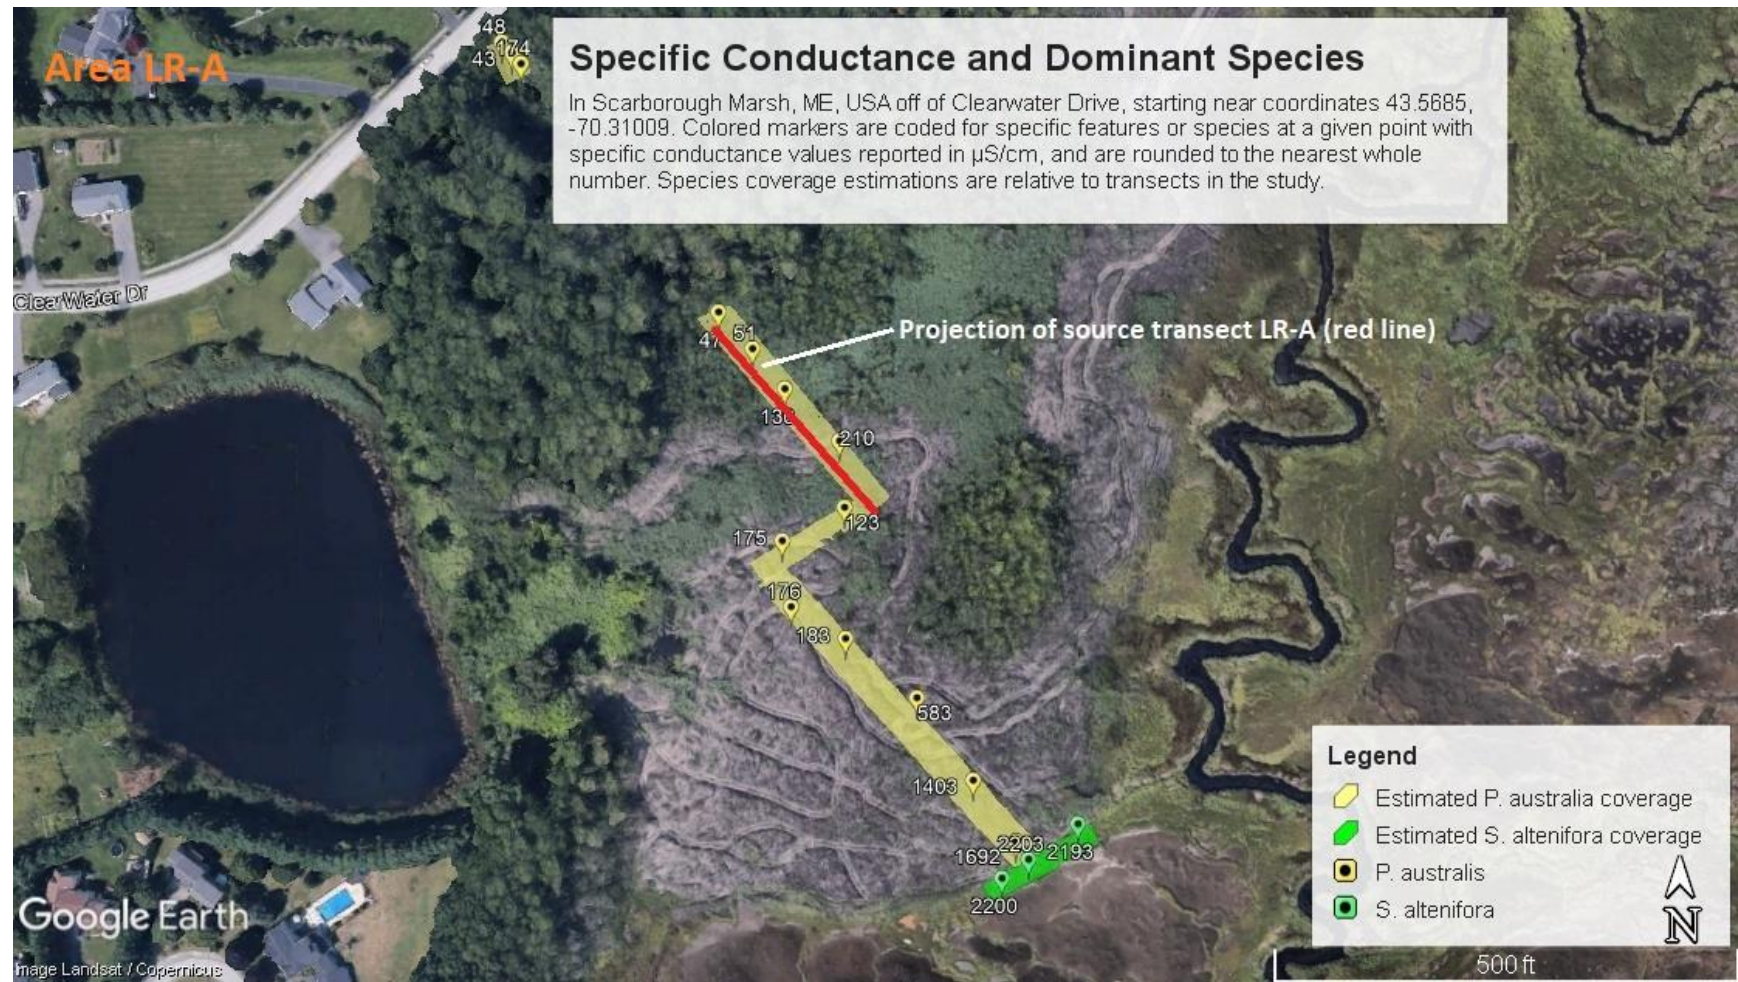 Area LR-A
48
43
174
Specific Conductance and Dominant Species
In Scarborough Marsh, ME, USA off of Clearwater Drive, starting near coordinates 43.5685,
-70.31009. Colored markers are coded for specific features or species at a given point with
specific conductance values reported in µS/cm, and are rounded to the nearest whole
number. Species coverage estimations are relative to transects in the study.
ClearWater Dr
51
Projection of source transect LR-A (red line)
210
123
175
176
183
583
1403
2203
1692
2193
2200
Legend
Estimated P. australia coverage
Estimated S. altenifora coverage
P. australis
S. altenifora
N
500 ft
Google Earth
Image Landsat / Copernicus